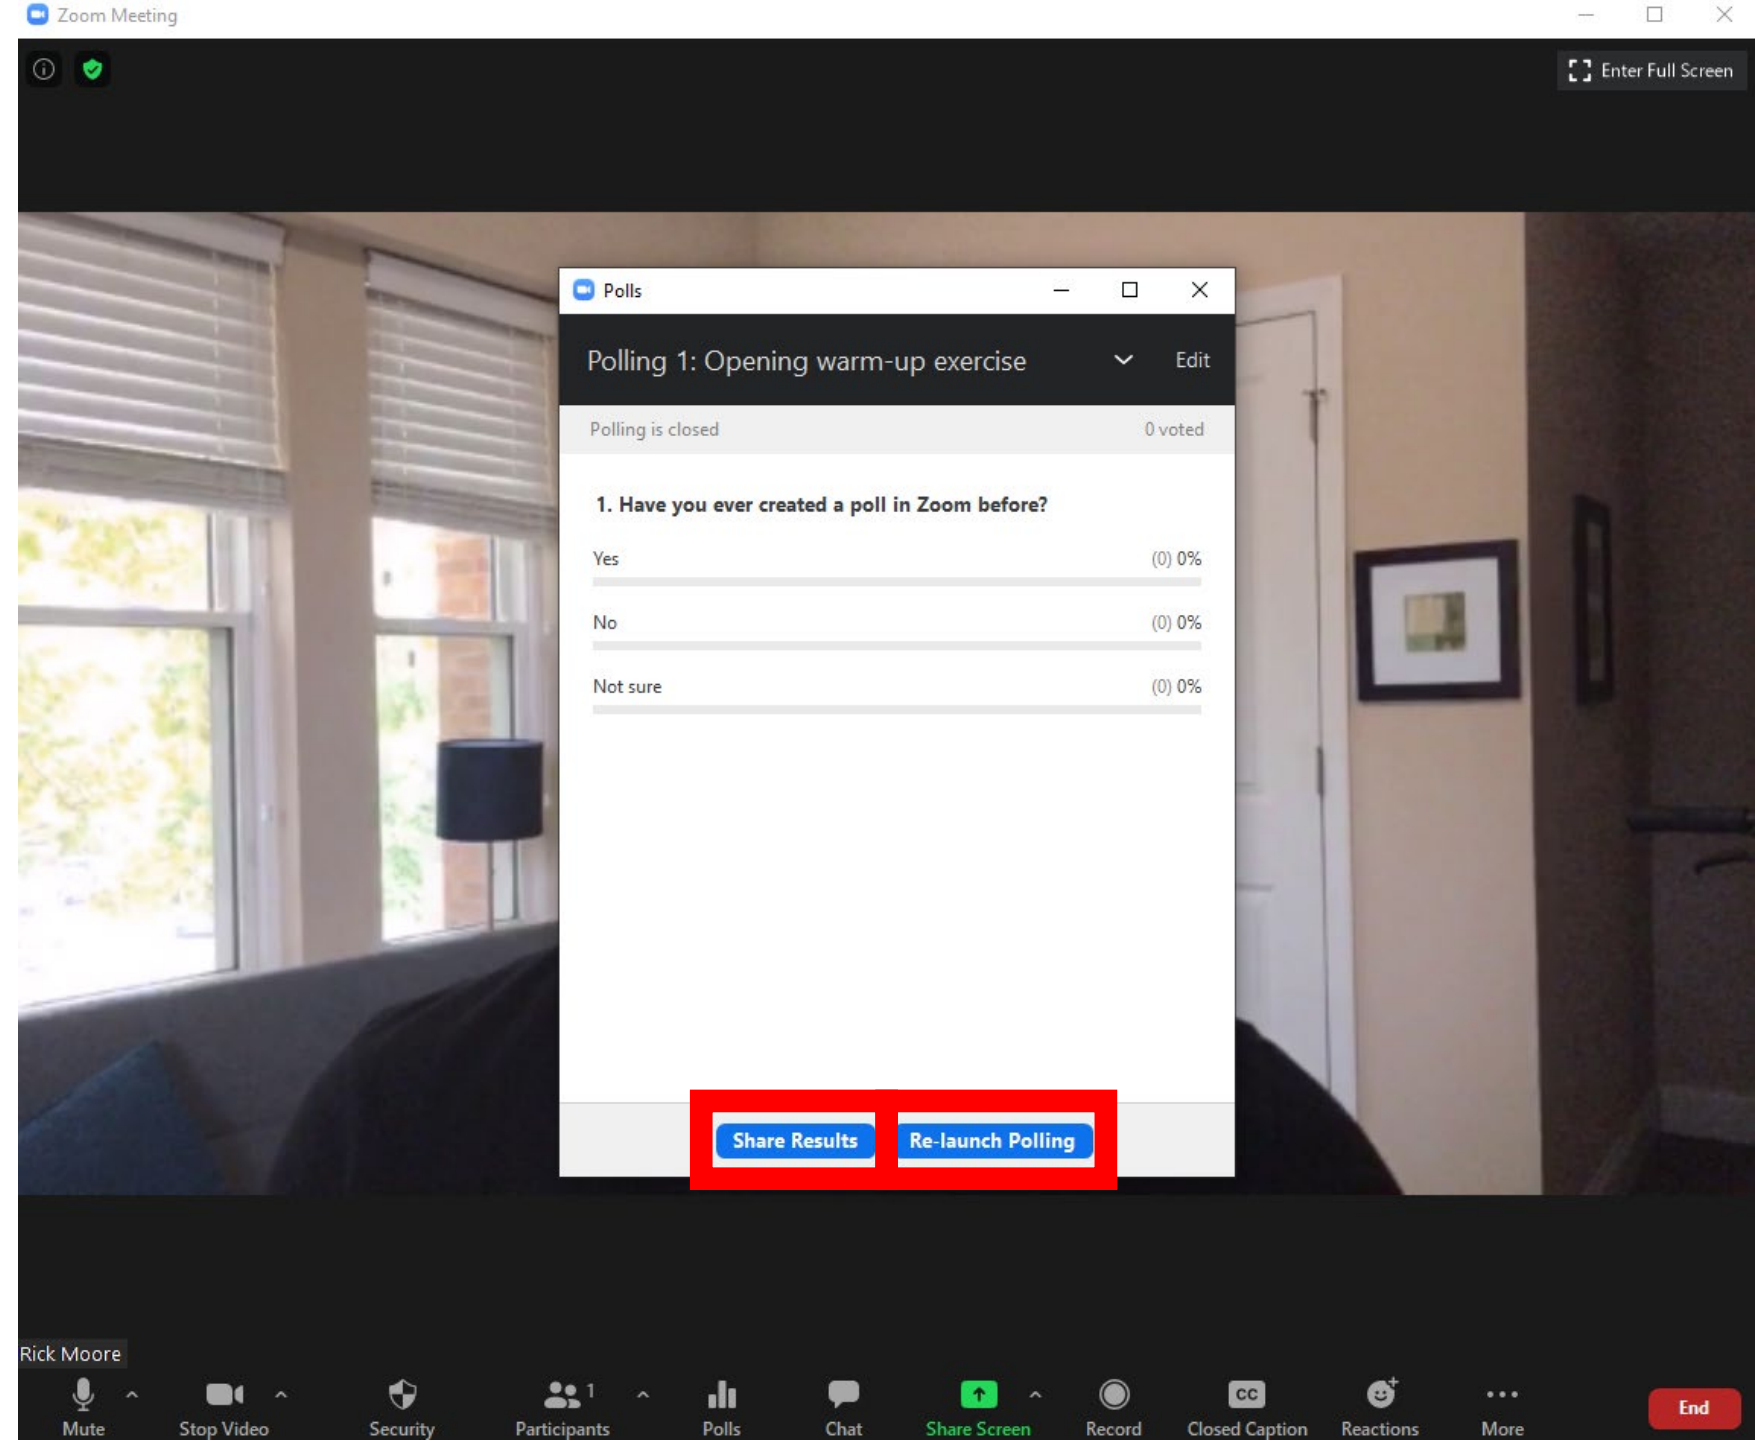 Zoom Meeting
Enter Full Screen
Polls
Polling 1: Opening warm-up exercise Edit
Polling is closed 0 voted
1. Have you ever created a poll in Zoom before?
Yes (0) 0%
No (0) 0%
Not sure (0) 0%
Share Results Re-launch Polling
Rick Moore
1
CC
Mute Stop Video Security Participants Polls Chat Share Screen Record Closed Caption Reactions More End